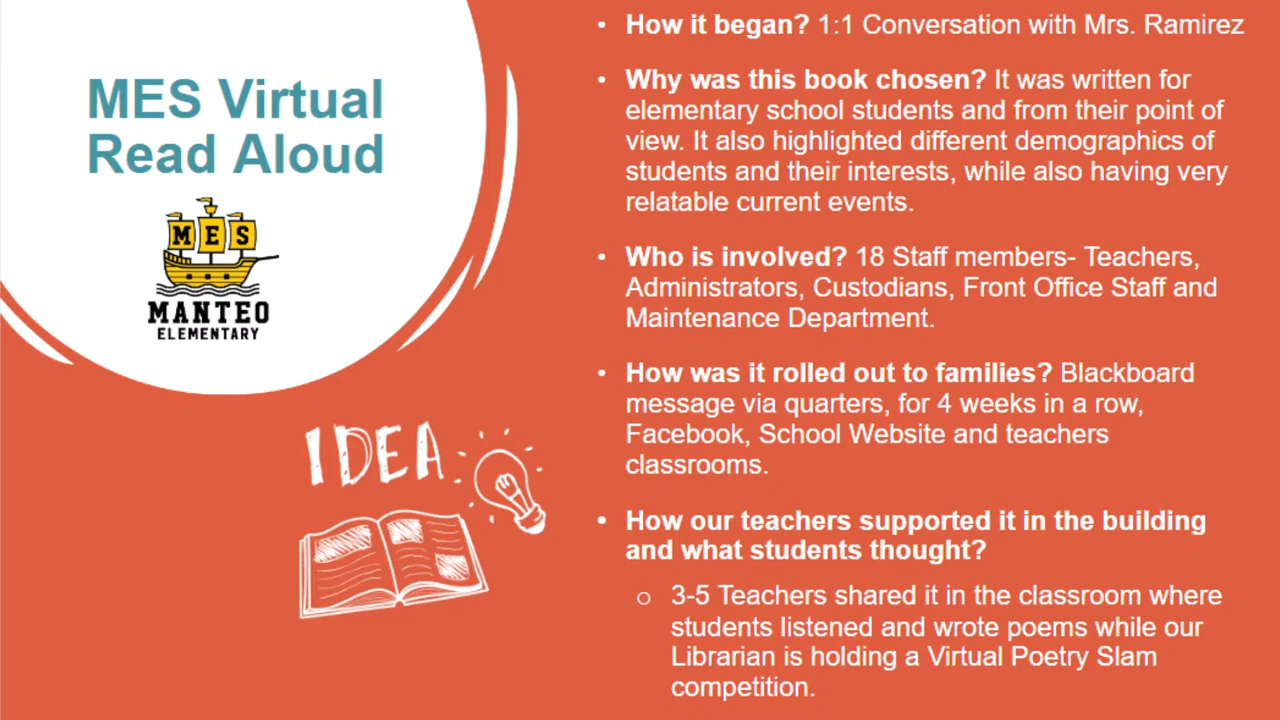 MES Virtual
Read Aloud
M E S
MANTEO
ELEMENTARY
IDEA
• How it began? 1:1 Conversation with Mrs. Ramirez
• Why was this book chosen? It was written for
elementary school students and from their point of
view. It also highlighted different demographics of
students and their interests, while also having very
relatable current events.
• Who is involved? 18 Staff members- Teachers,
Administrators, Custodians, Front Office Staff and
Maintenance Department.
• How was it rolled out to families? Blackboard
message via quarters, for 4 weeks in a row,
Facebook, School Website and teachers
classrooms.
• How our teachers supported it in the building
and what students thought?
o 3-5 Teachers shared it in the classroom where
students listened and wrote poems while our
Librarian is holding a Virtual Poetry Slam
competition.